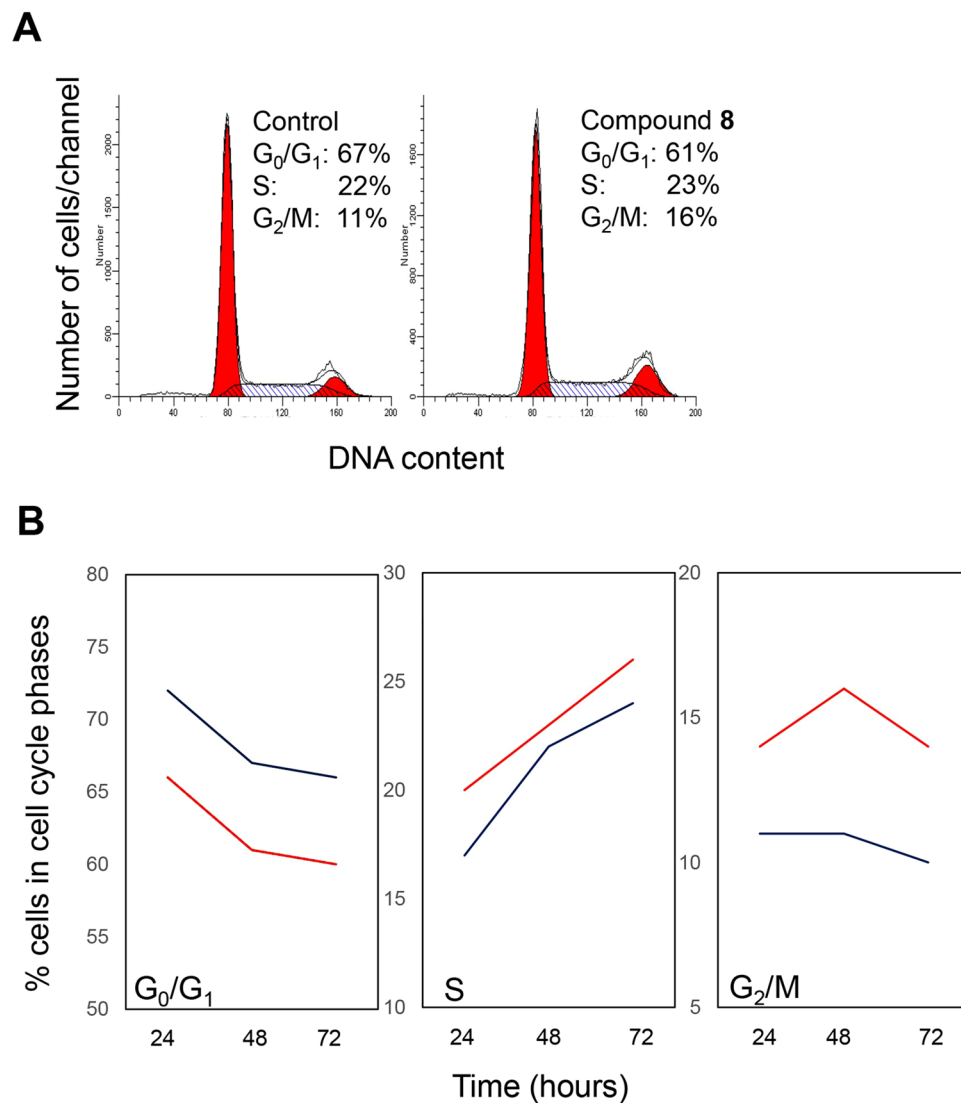 A
Number of cells/channel
Number
2000
1500
1000
500
0
0 40 80 120 160 200
Control
G₀/G₁: 67%
S: 22%
G₂/M: 11%
Number
1600
1200
800
400
0
0 40 80 120 160 200
Compound 8
G₀/G₁: 61%
S: 23%
G₂/M: 16%
DNA content
B
% cells in cell cycle phases
80
75
70
65
60
55
50
G₀/G₁
24 48 72
30
25
20
15
10
S
24 48 72
20
15
10
5
G₂/M
24 48 72
Time (hours)